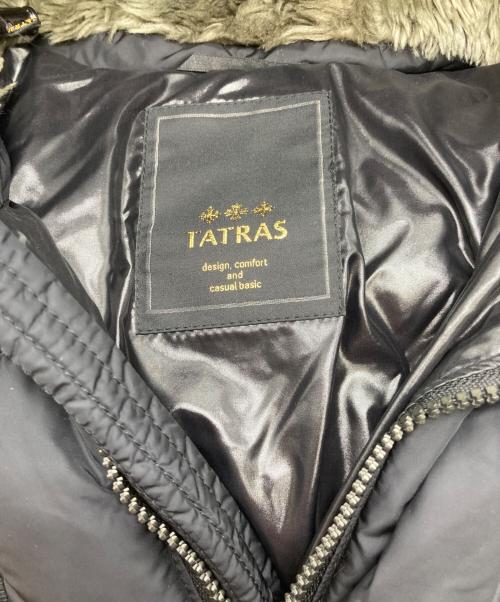 TATRAS
design, comfort
and
casual basic